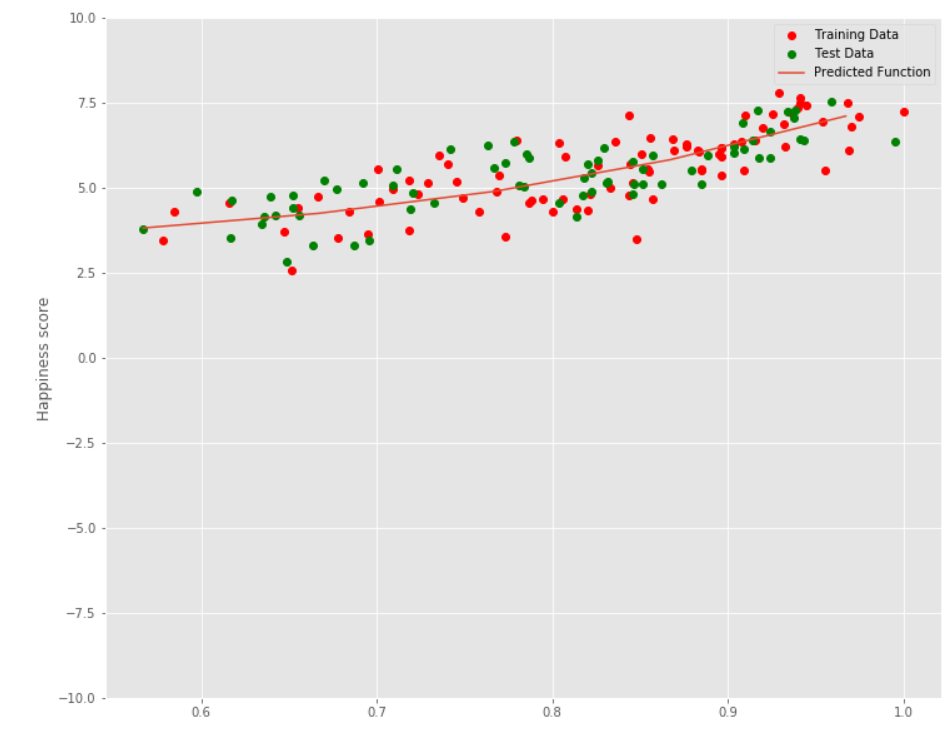 10.0
Training Data
Test Data
Predicted Function
7.5
5.0
2.5
0.0
Happiness score
−2.5
−5.0
−7.5
−10.0
0.6 0.7 0.8 0.9 1.0